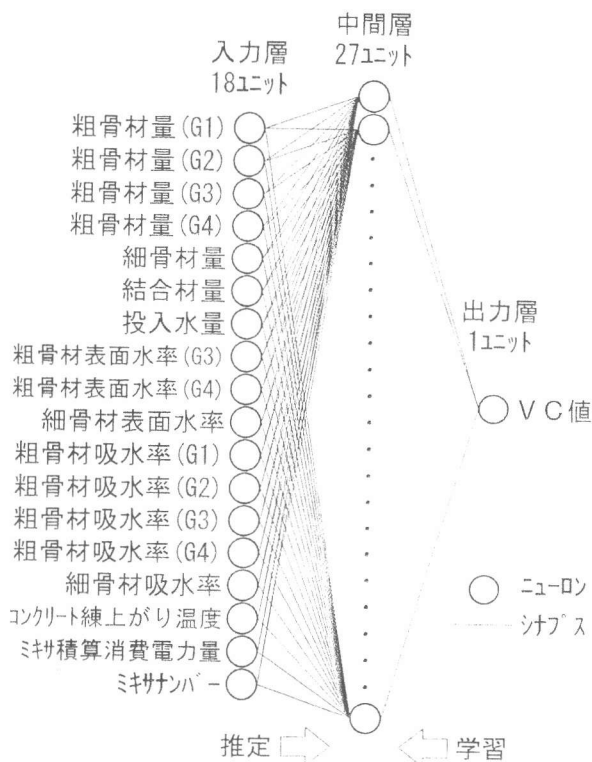 中間層
27ユニット
入力層
18ユニット
粗骨材量(G1)
粗骨材量(G2)
粗骨材量(G3)
粗骨材量(G4)
細骨材量
結合材量
投入水量
粗骨材表面水率(G3)
粗骨材表面水率(G4)
細骨材表面水率
粗骨材吸水率(G1)
粗骨材吸水率(G2)
粗骨材吸水率(G3)
粗骨材吸水率(G4)
細骨材吸水率
コンクリート練上がり温度
ミキサ積算消費電力量
ミキサナンバー
出力層
1ユニット
VC値
ニューロン
シナプス
推定
学習